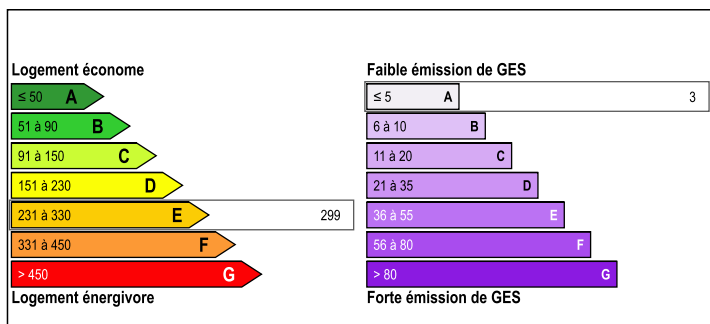 Logement économe
≤ 50 A
51 à 90 B
91 à 150 C
151 à 230 D
231 à 330 E 299
331 à 450 F
> 450 G
Logement énergivore
Faible émission de GES
≤ 5 A 3
6 à 10 B
11 à 20 C
21 à 35 D
36 à 55 E
56 à 80 F
> 80 G
Forte émission de GES